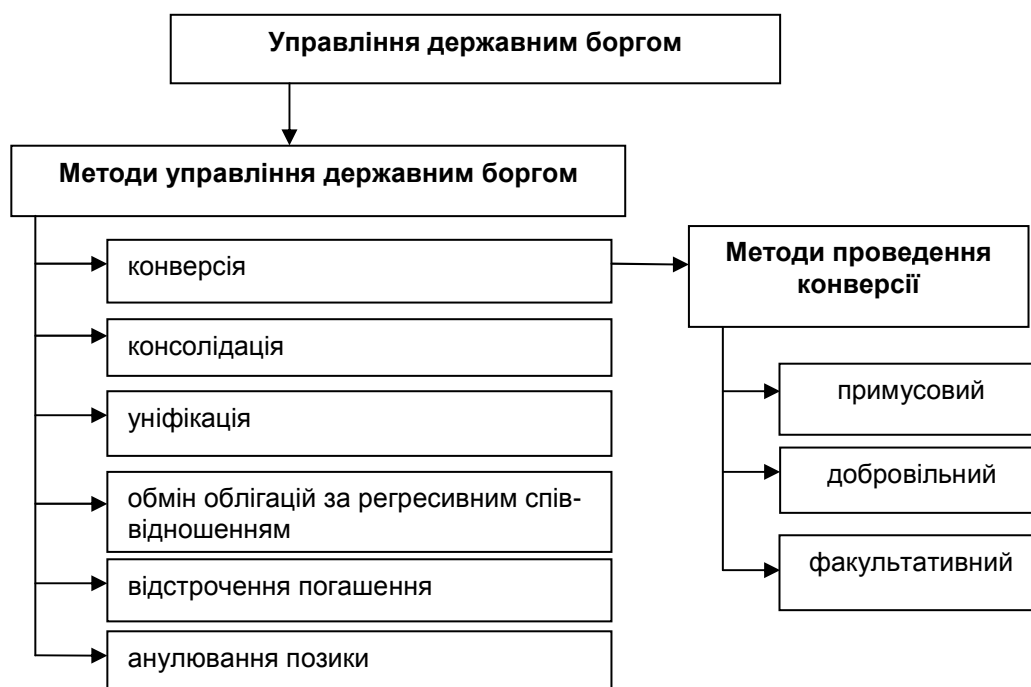 Управління державним боргом
Методи управління державним боргом
конверсія
консолідація
уніфікація
обмін облігацій за регресивним спів-
відношенням
відстрочення погашення
анулювання позики
Методи проведення
конверсії
примусовий
добровільний
факультативний